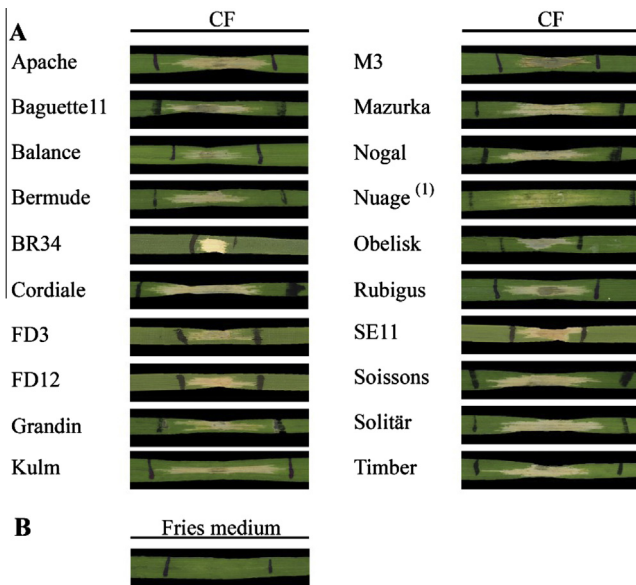 A
CF
Apache
Baguette11
Balance
Bermude
BR34
Cordiale
FD3
FD12
Grandin
Kulm
CF
M3
Mazurka
Nogal
Nuage (1)
Obelisk
Rubigus
SE11
Soissons
Solitär
Timber
B
Fries medium